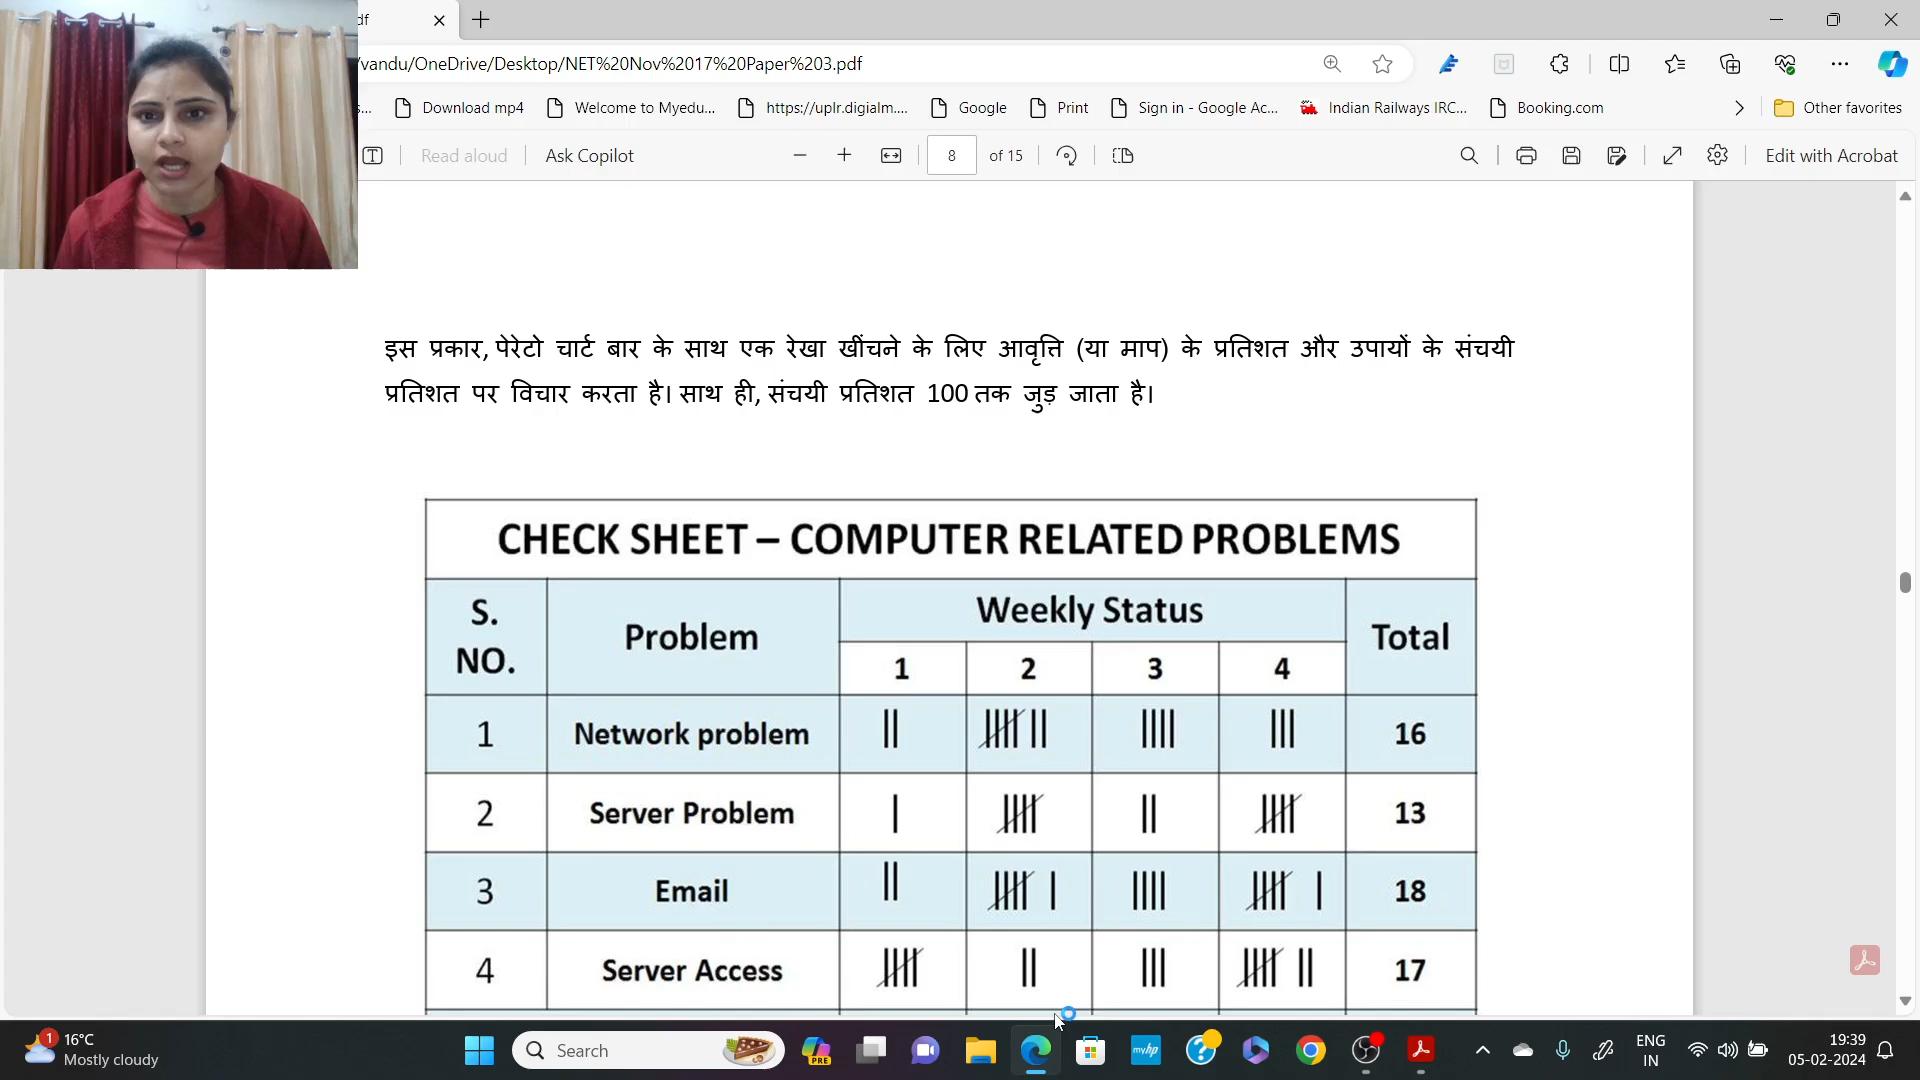 df
/vandu/OneDrive/Desktop/NET%20Nov%2017%20Paper%203.pdf
s... Download mp4 Welcome to Myedu... https://uplr.digialm.... Google Print Sign in - Google Ac... Indian Railways IRC... Booking.com Other favorites
Read aloud Ask Copilot 8 of 15 Edit with Acrobat
इस प्रकार, पेरेटो चार्ट बार के साथ एक रेखा खींचने के लिए आवृत्ति (या माप) के प्रतिशत और उपायों के संचयी
प्रतिशत पर विचार करता है। साथ ही, संचयी प्रतिशत 100 तक जुड़ जाता है।
CHECK SHEET – COMPUTER RELATED PROBLEMS
S. NO. Problem Weekly Status Total
1 2 3 4
1 Network problem 16
2 Server Problem 13
3 Email 18
4 Server Access 17
1 16°C
Mostly cloudy
Search
PRE
myhp
ENG
IN
19:39
05-02-2024